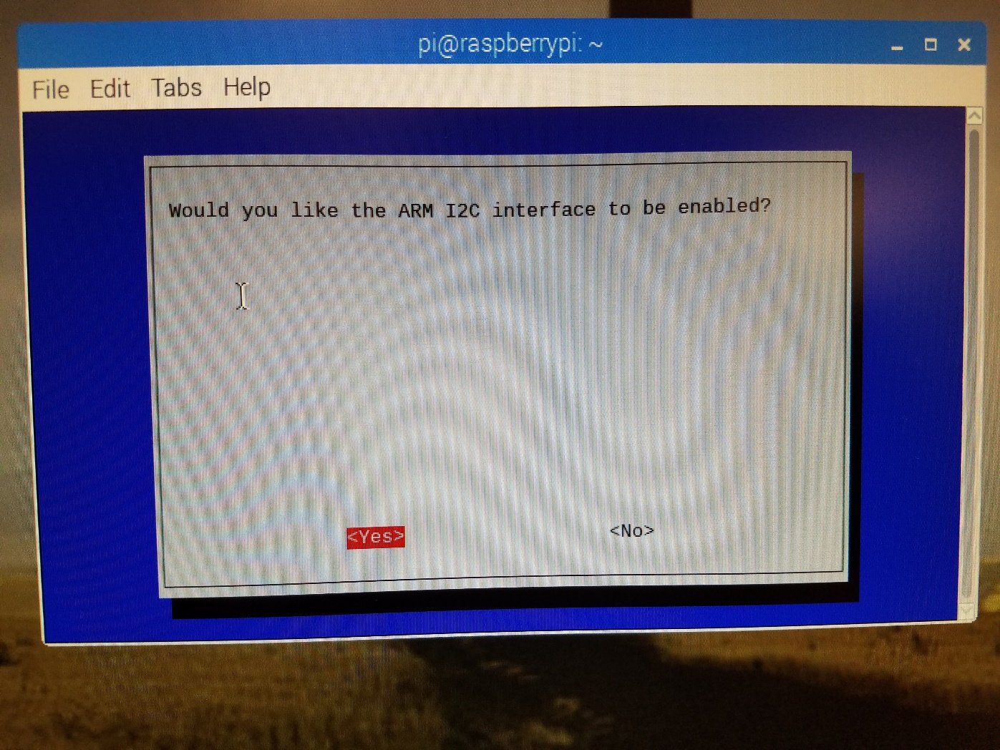 pi@raspberrypi: ~
File Edit Tabs Help
Would you like the ARM I2C interface to be enabled?
<Yes> <No>